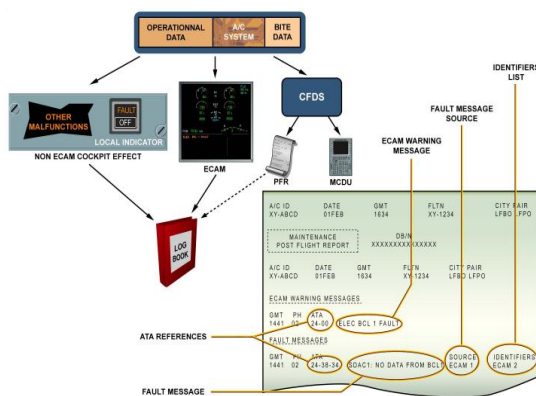 OPERATIONNAL DATA
A/C SYSTEM
BITE DATA
OTHER MALFUNCTIONS
FAULT
OFF
LOCAL INDICATOR
NON ECAM COCKPIT EFFECT
ECAM
CFDS
PFR
MCDU
LOG BOOK
IDENTIFIERS LIST
FAULT MESSAGE SOURCE
ECAM WARNING MESSAGE
A/C ID DATE GMT FLTN CITY PAIR
XY-ABCD 01FEB 1634 XY-1234 LFBO LFPO
MAINTENANCE POST FLIGHT REPORT
DB/N
XXXXXXXXXXXXXXX
A/C ID DATE GMT FLTN CITY PAIR
XY-ABCD 01FEB 1634 XY-1234 LFBO LFPO
ECAM WARNING MESSAGES
GMT PH ATA
1441 02 24-00 ELEC BCL 1 FAULT
FAULT MESSAGES
GMT PH ATA SOURCE IDENTIFIERS
1441 02 24-38-34 SDAC1: NO DATA FROM BCL1 ECAM 1 ECAM 2
ATA REFERENCES
FAULT MESSAGE